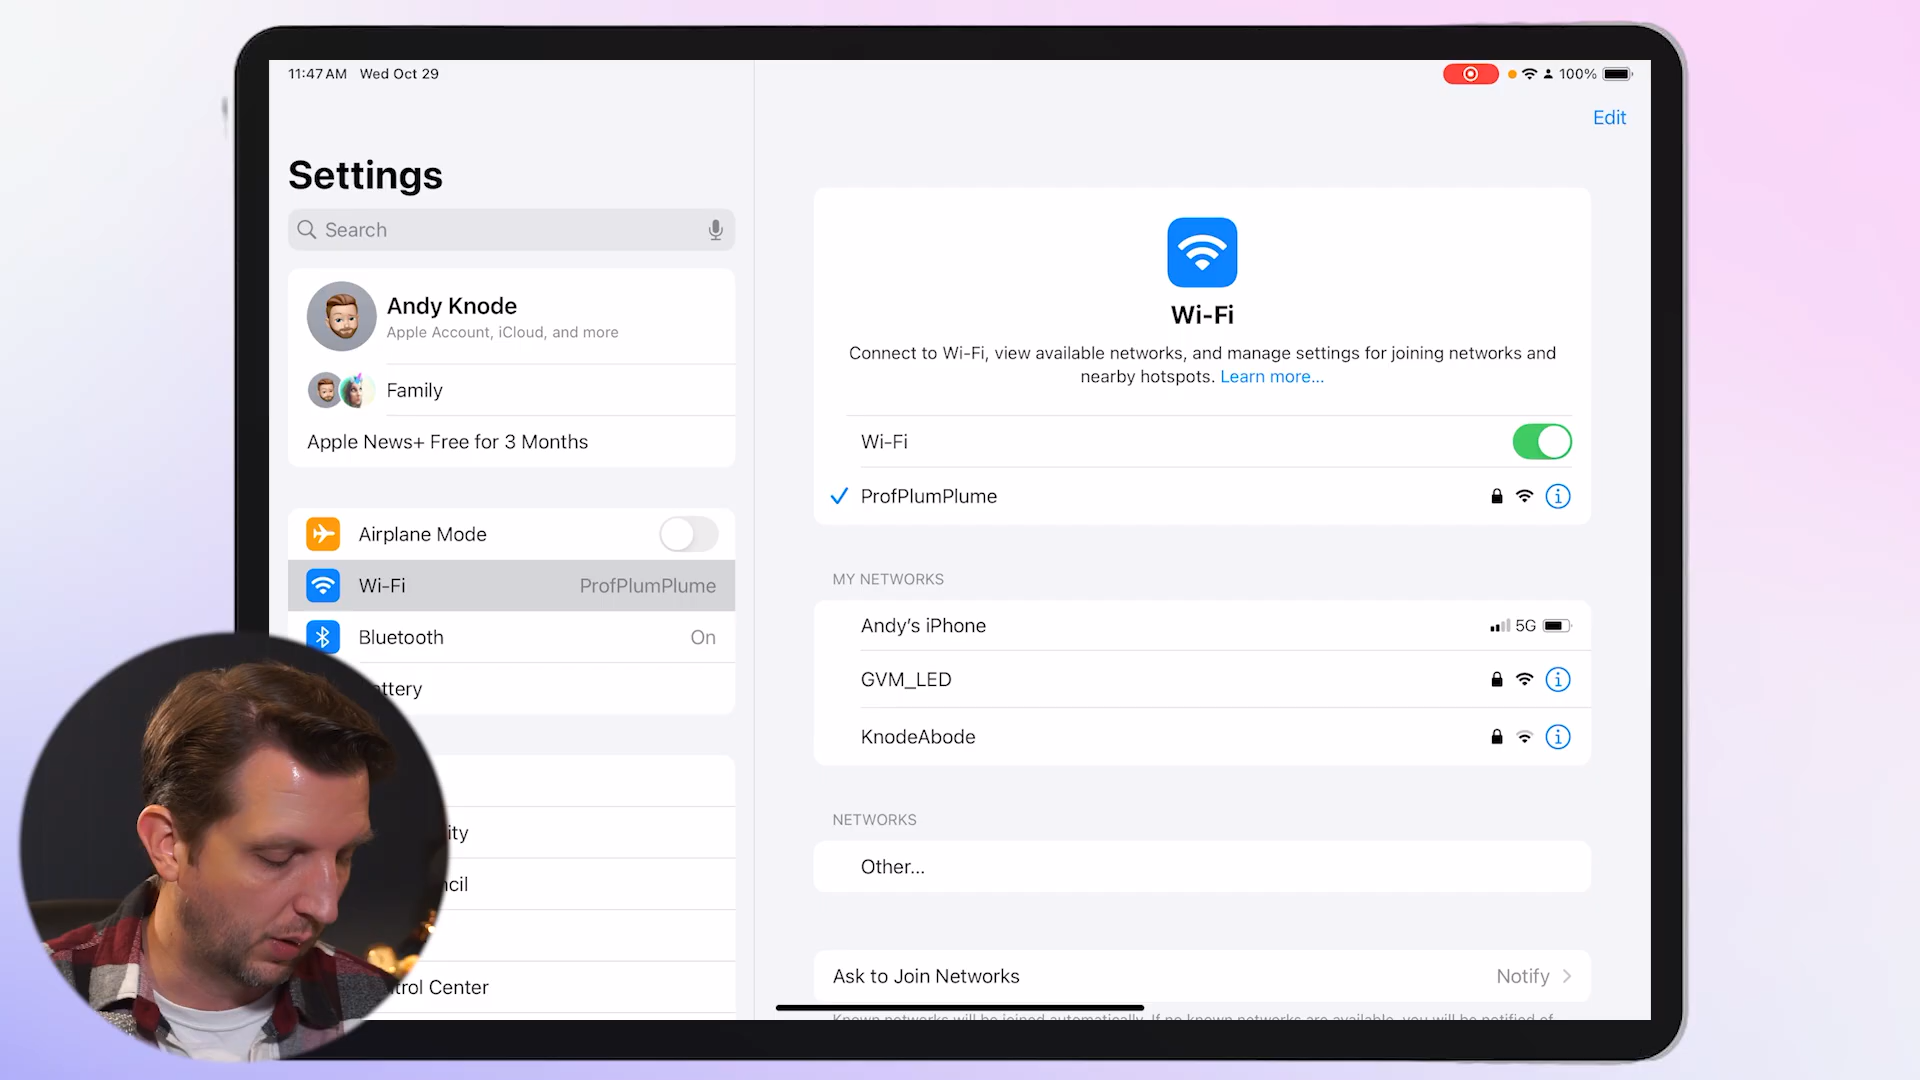 11:47 AM Wed Oct 29
100%
Edit
Settings
Search
Andy Knode
Apple Account, iCloud, and more
Family
Apple News+ Free for 3 Months
Airplane Mode
Wi-Fi ProfPlumPlume
Bluetooth On
ttery
ity
ncil
trol Center
Wi-Fi
Connect to Wi-Fi, view available networks, and manage settings for joining networks and
nearby hotspots. Learn more...
Wi-Fi
ProfPlumPlume
MY NETWORKS
Andy's iPhone 5G
GVM_LED
KnodeAbode
NETWORKS
Other...
Ask to Join Networks Notify
Known networks will be joined automatically. If no known networks are available, you will be notified of